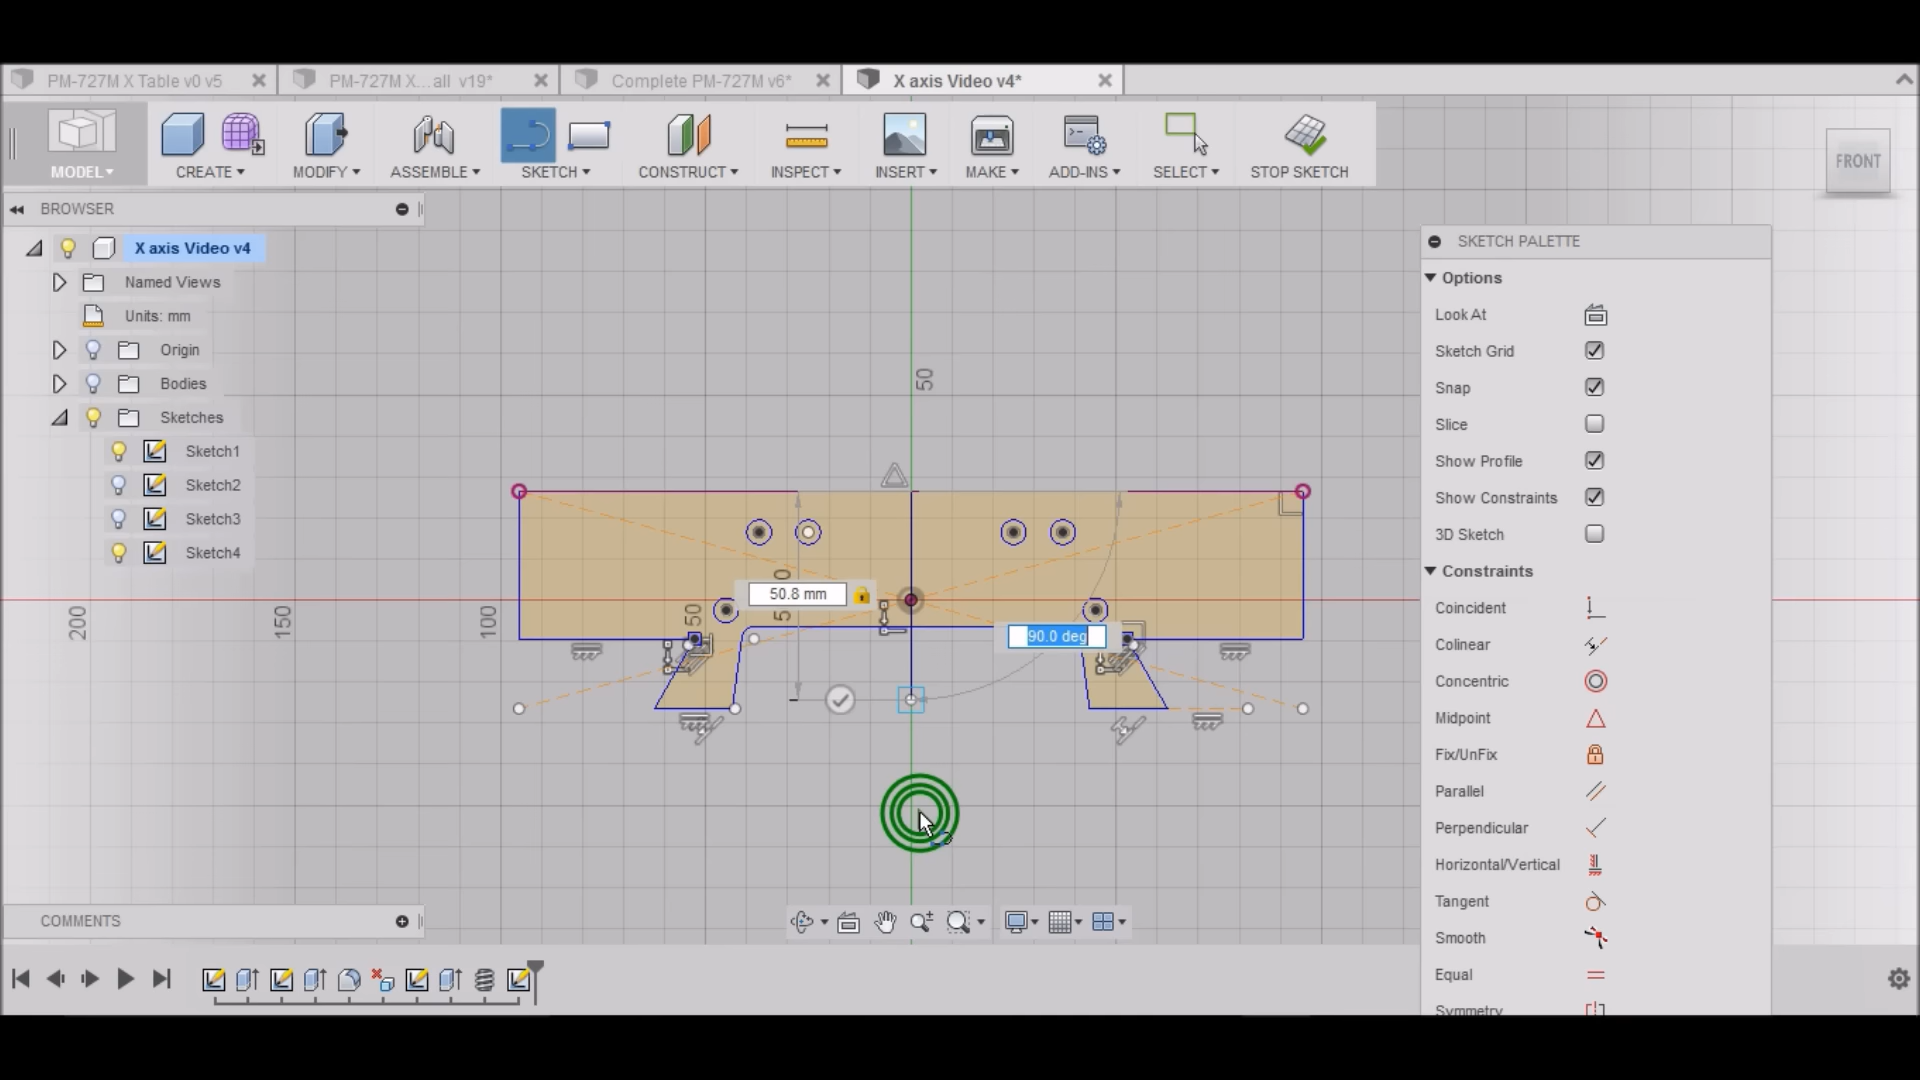 PM-727M X Table v0 v5
PM-727M X...all v19*
Complete PM-727M v6*
X axis Video v4*
MODEL
CREATE
MODIFY
ASSEMBLE
SKETCH
CONSTRUCT
INSPECT
INSERT
MAKE
ADD-INS
SELECT
STOP SKETCH
FRONT
BROWSER
X axis Video v4
Named Views
Units: mm
Origin
Bodies
Sketches
Sketch1
Sketch2
Sketch3
Sketch4
50
50.8 mm
90.0 deg
200
150
100
50
SKETCH PALETTE
Options
Look At
Sketch Grid
Snap
Slice
Show Profile
Show Constraints
3D Sketch
Constraints
Coincident
Colinear
Concentric
Midpoint
Fix/UnFix
Parallel
Perpendicular
Horizontal/Vertical
Tangent
Smooth
Equal
Symmetry
COMMENTS